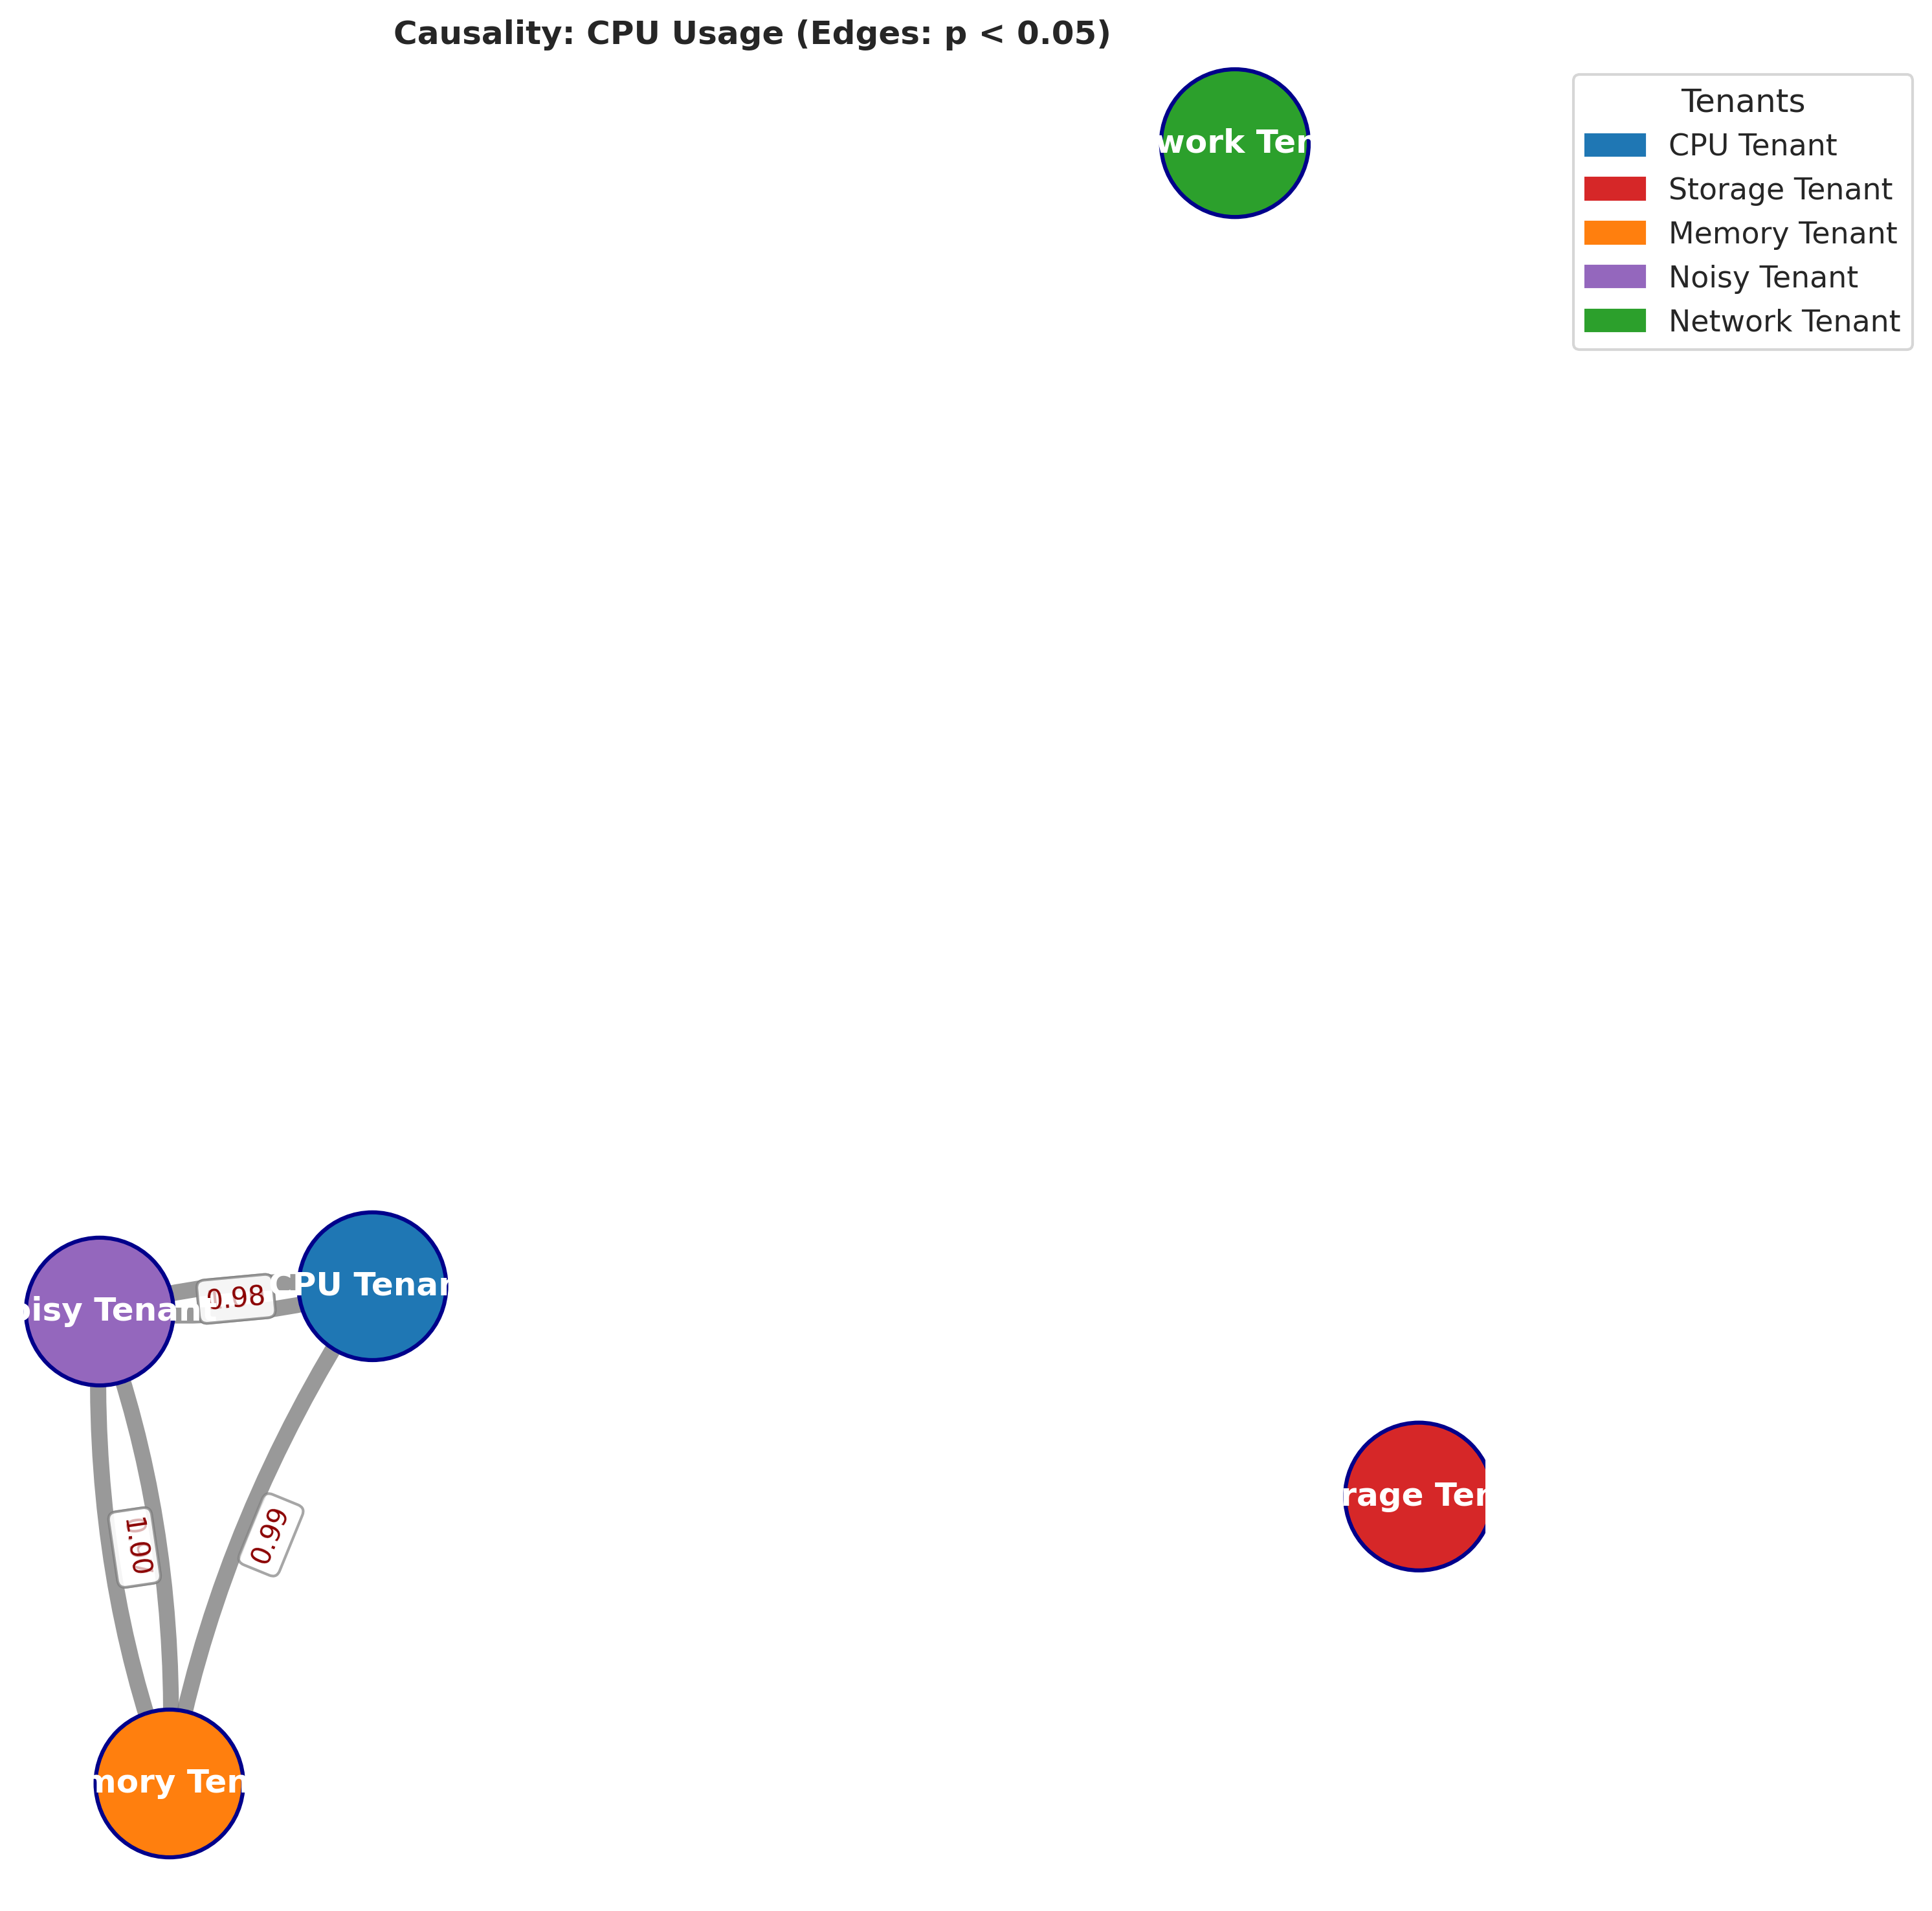 Causality: CPU Usage (Edges: p < 0.05)
work Ten
Tenants
CPU Tenant
Storage Tenant
Memory Tenant
Noisy Tenant
Network Tenant
CPU Tenan
0.98
oisy Tenant
0.99
1.00
rage Ten
mory Ten